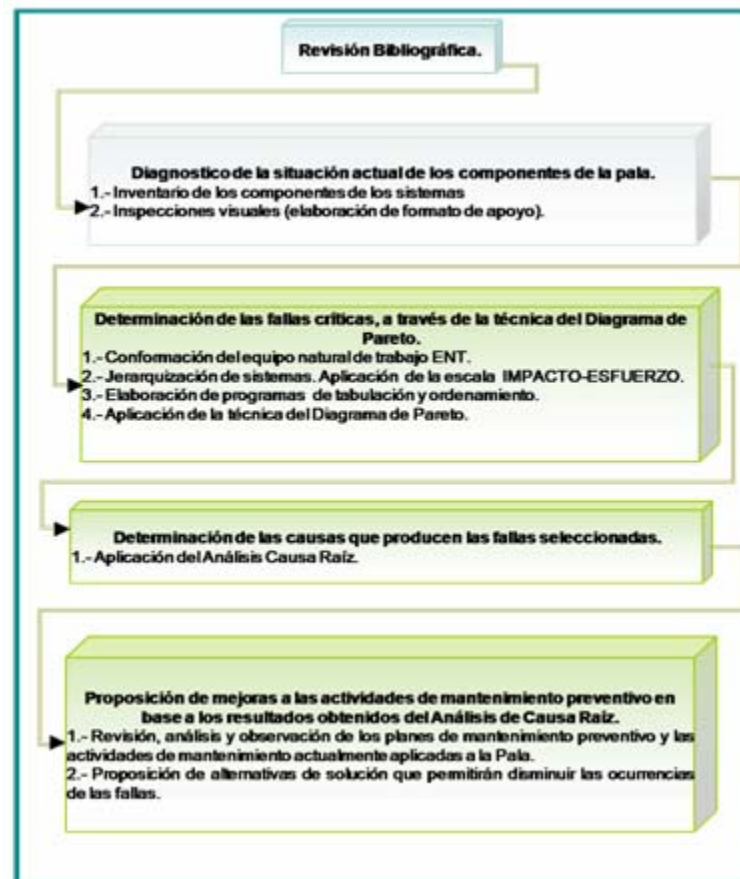 Revisión Bibliográfica.
Diagnostico de la situación actual de los componentes de la pala.
1.- Inventario de los componentes de los sistemas
2.- Inspecciones visuales (elaboración de formato de apoyo).
Determinación de las fallas críticas, a través de la técnica del Diagrama de
Pareto.
1.- Conformación del equipo natural de trabajo ENT.
2.- Jerarquización de sistemas. Aplicación de la escala IMPACTO-ESFUERZO.
3.- Elaboración de programas de tabulación y ordenamiento.
4.- Aplicación de la técnica del Diagrama de Pareto.
Determinación de las causas que producen las fallas seleccionadas.
1.- Aplicación del Análisis Causa Raíz.
Proposición de mejoras a las actividades de mantenimiento preventivo en
base a los resultados obtenidos del Análisis de Causa Raíz.
1.- Revisión, análisis y observación de los planes de mantenimiento preventivo y las
actividades de mantenimiento actualmente aplicadas a la Pala.
2.- Proposición de alternativas de solución que permitirán disminuir las ocurrencias
de las fallas.